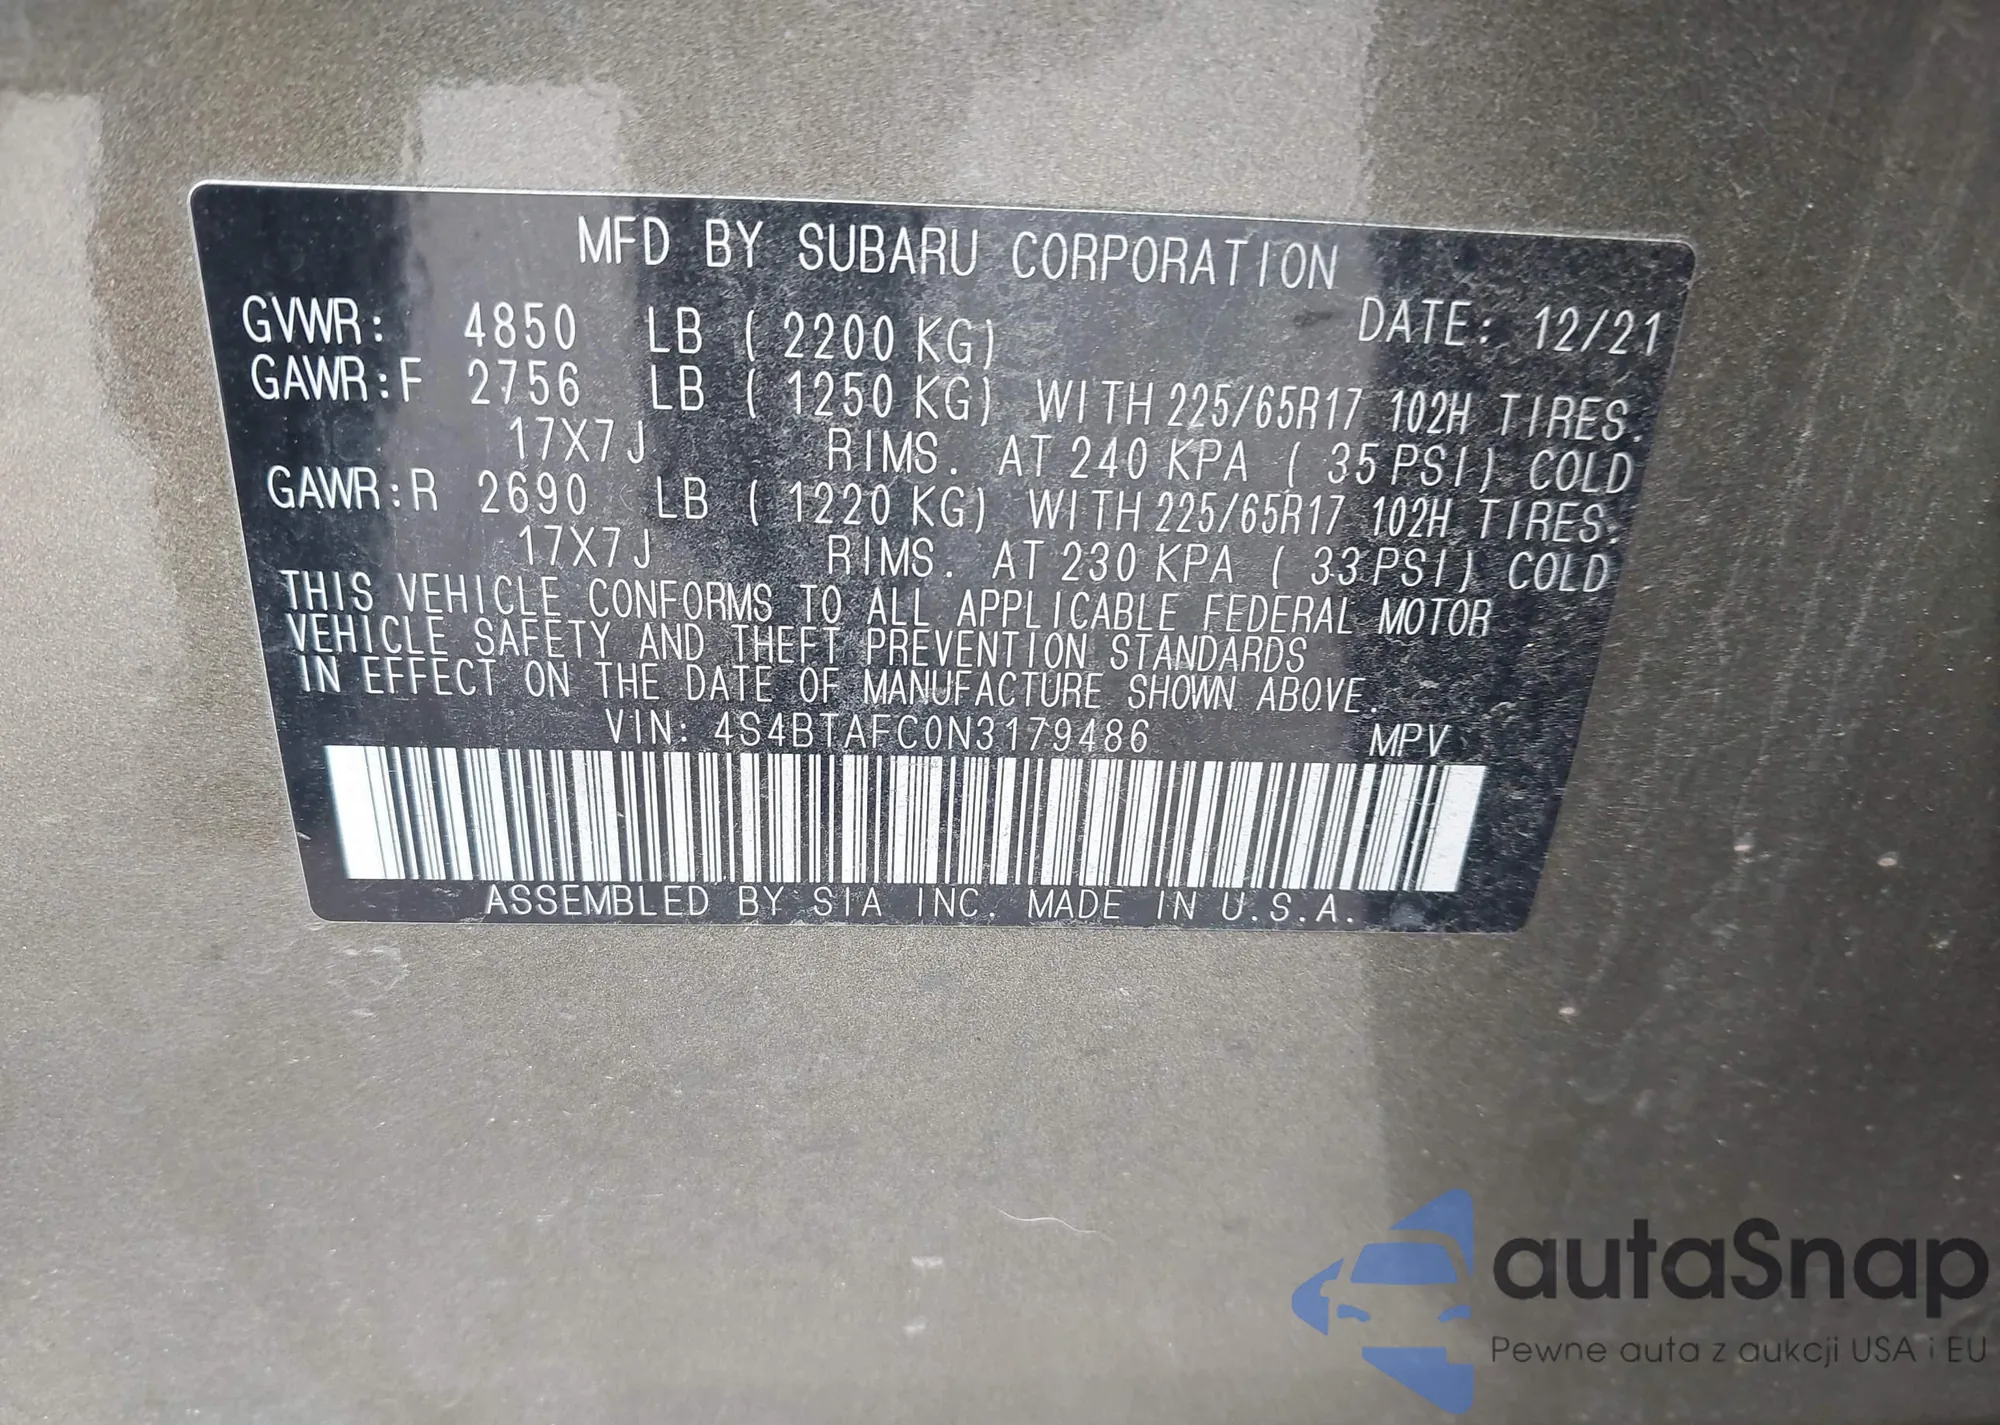 MFD BY SUBARU CORPORATION
GVWR: 4850 LB ( 2200 KG) DATE: 12/21
GAWR:F 2756 LB ( 1250 KG) WITH 225/65R17 102H TIRES.
17X7J RIMS. AT 240 KPA ( 35 PSI) COLD
GAWR:R 2690 LB ( 1220 KG) WITH 225/65R17 102H TIRES.
17X7J RIMS. AT 230 KPA ( 33 PSI) COLD
THIS VEHICLE CONFORMS TO ALL APPLICABLE FEDERAL MOTOR
VEHICLE SAFETY AND THEFT PREVENTION STANDARDS
IN EFFECT ON THE DATE OF MANUFACTURE SHOWN ABOVE.
VIN: 4S4BTAFC0N3179486 MPV
ASSEMBLED BY SIA INC. MADE IN U.S.A.
autaSnap
Pewne auta z aukcji USA i EU